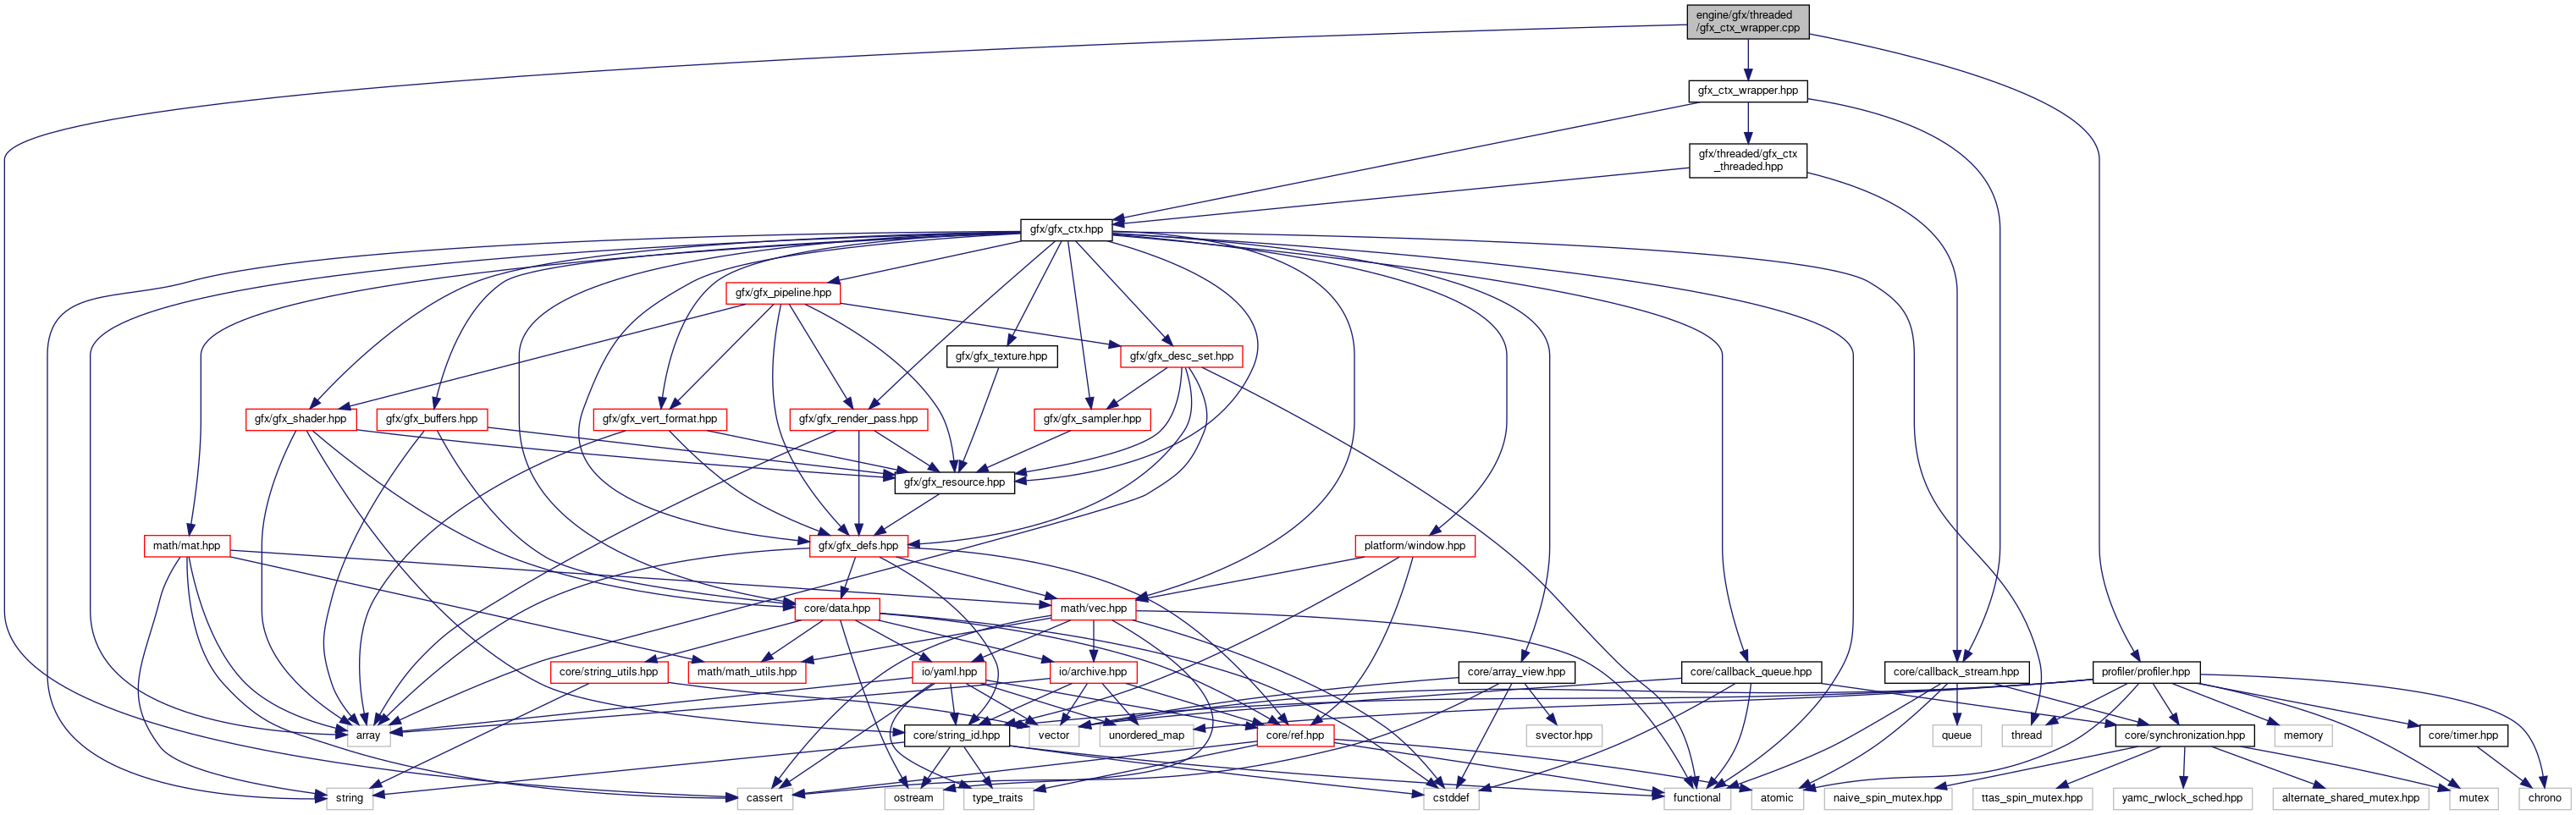 engine/gfx/threaded
/gfx_ctx_wrapper.cpp
gfx_ctx_wrapper.hpp
gfx/threaded/gfx_ctx
_threaded.hpp
gfx/gfx_ctx.hpp
gfx/gfx_pipeline.hpp
gfx/gfx_texture.hpp
gfx/gfx_desc_set.hpp
gfx/gfx_shader.hpp
gfx/gfx_buffers.hpp
gfx/gfx_vert_format.hpp
gfx/gfx_render_pass.hpp
gfx/gfx_sampler.hpp
gfx/gfx_resource.hpp
math/mat.hpp
gfx/gfx_defs.hpp
platform/window.hpp
core/data.hpp
math/vec.hpp
core/string_utils.hpp
math/math_utils.hpp
io/yaml.hpp
io/archive.hpp
core/array_view.hpp
core/callback_queue.hpp
core/callback_stream.hpp
profiler/profiler.hpp
array
core/string_id.hpp
vector
unordered_map
core/ref.hpp
svector.hpp
queue
thread
core/synchronization.hpp
memory
core/timer.hpp
string
cassert
ostream
type_traits
cstddef
functional
atomic
naive_spin_mutex.hpp
ttas_spin_mutex.hpp
yamc_rwlock_sched.hpp
alternate_shared_mutex.hpp
mutex
chrono